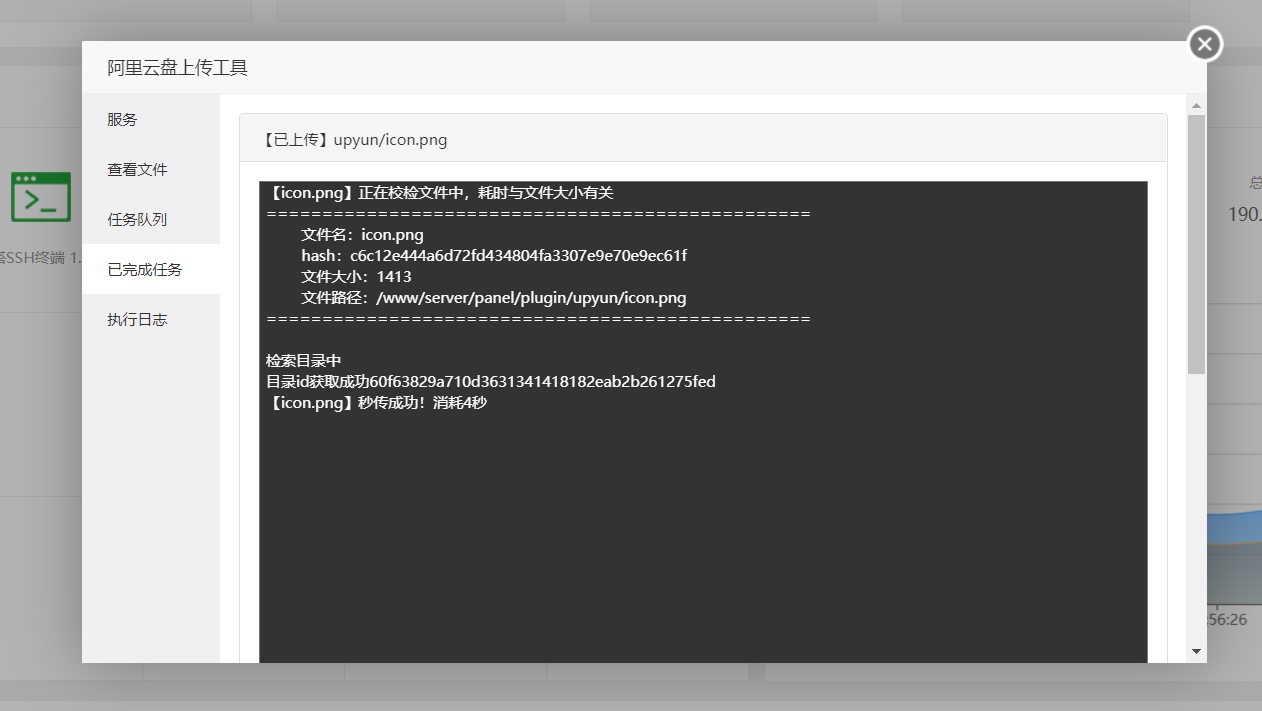 阿里云盘上传工具
服务
查看文件
任务队列
已完成任务
执行日志
【已上传】upyun/icon.png
【icon.png】正在校检文件中，耗时与文件大小有关
=================================================
文件名：icon.png
hash：c6c12e444a6d72fd434804fa3307e9e70e9ec61f
文件大小：1413
文件路径：/www/server/panel/plugin/upyun/icon.png
=================================================
检索目录中
目录id获取成功60f63829a710d3631341418182eab2b261275fed
【icon.png】秒传成功！消耗4秒
SSH终端 1.
总
190.
:56:26